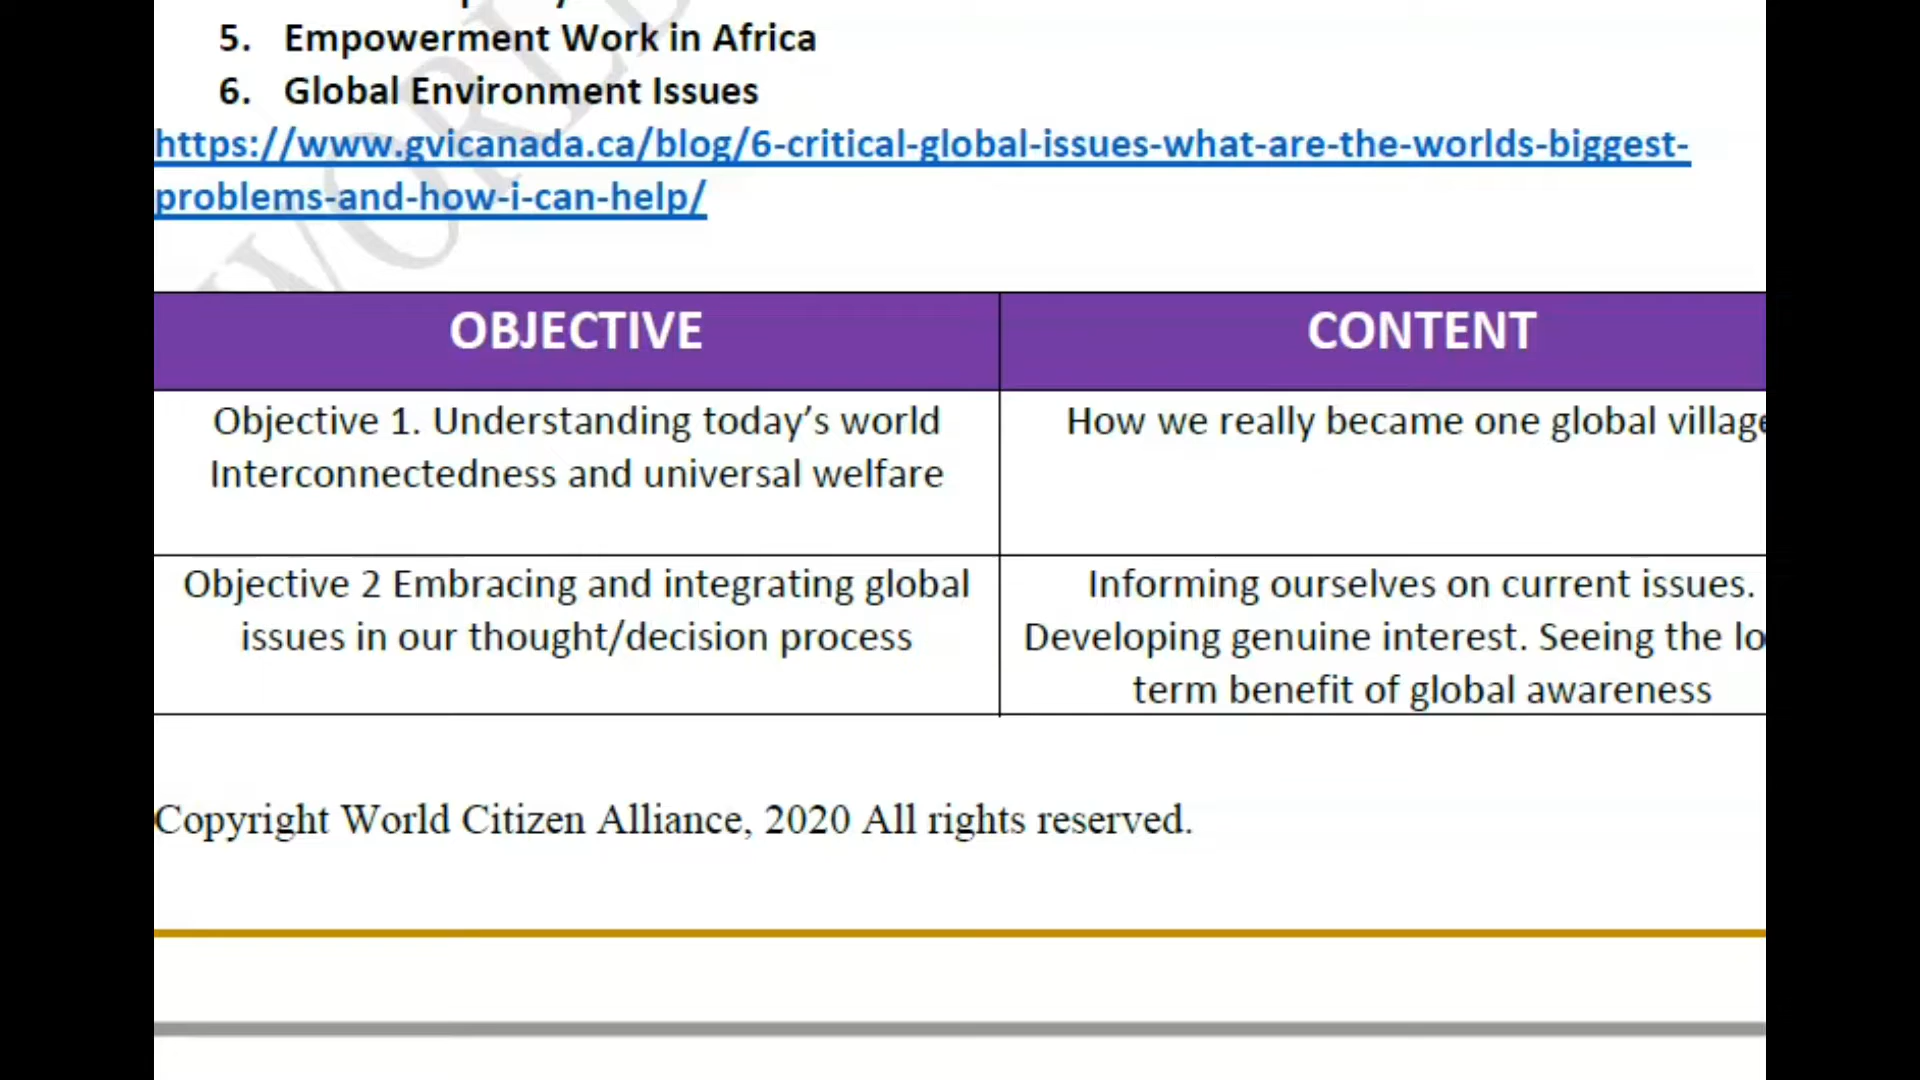 5. Empowerment Work in Africa
6. Global Environment Issues
https://www.gvicanada.ca/blog/6-critical-global-issues-what-are-the-worlds-biggest-
problems-and-how-i-can-help/
WORL
OBJECTIVE
CONTENT
Objective 1. Understanding today’s world
Interconnectedness and universal welfare
How we really became one global village
Objective 2 Embracing and integrating global
issues in our thought/decision process
Informing ourselves on current issues.
Developing genuine interest. Seeing the lo
term benefit of global awareness
Copyright World Citizen Alliance, 2020 All rights reserved.